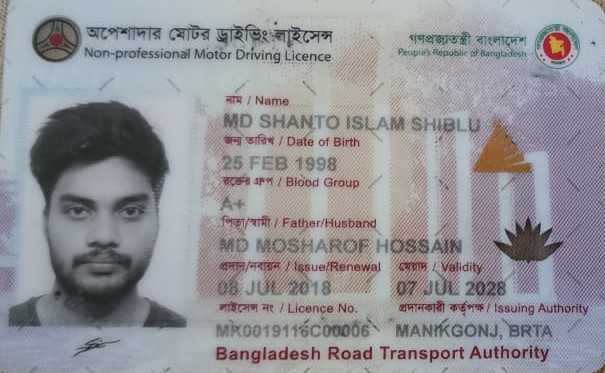 অপেশাদার মোটর ড্রাইভিং লাইসেন্স
Non-professional Motor Driving Licence
গণপ্রজাতন্ত্রী বাংলাদেশ
People's Republic of Bangladesh
নাম / Name
MD SHANTO ISLAM SHIBLU
জন্ম তারিখ / Date of Birth
25 FEB 1998
রক্তের গ্রুপ / Blood Group
A+
পিতা/স্বামী / Father/Husband
MD MOSHAROF HOSSAIN
প্রদান/নবায়ন / Issue/Renewal মেয়াদ / Validity
08 JUL 2018 07 JUL 2028
লাইসেন্স নং / Licence No. প্রদানকারী কর্তৃপক্ষ / Issuing Authority
MK0019116C00006 MANIKGONJ, BRTA
Bangladesh Road Transport Authority